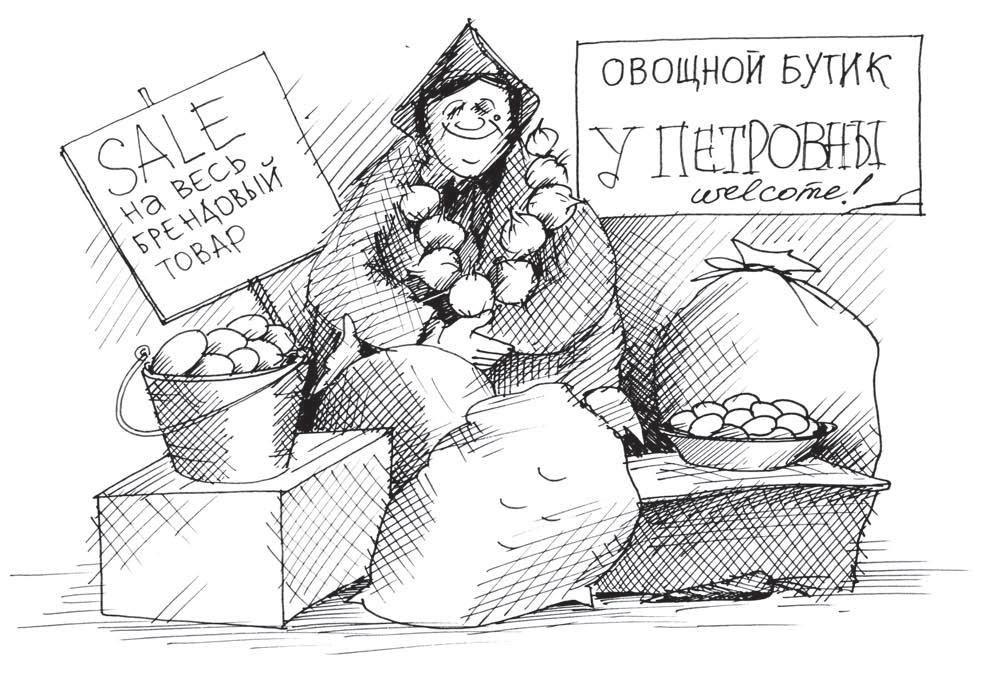 SALE
на ВЕСЬ
БРЕНДОВЫЙ
ТОВАР
ОВОЩНОЙ БУТИК
У ПЕТРОВНЫ
welcome!